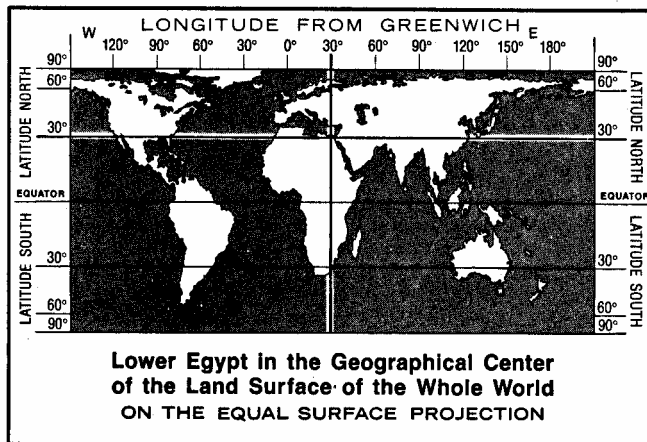 LONGITUDE FROM GREENWICH
W E
120° 90° 60° 30° 0° 30° 60° 90° 120° 150°
90° 90°
60° 60°
LATITUDE NORTH LATITUDE NORTH
30° 30°
EQUATOR EQUATOR
LATITUDE SOUTH LATITUDE SOUTH
30° 30°
60° 60°
90° 90°
Lower Egypt in the Geographical Center
of the Land Surface of the Whole World
ON THE EQUAL SURFACE PROJECTION